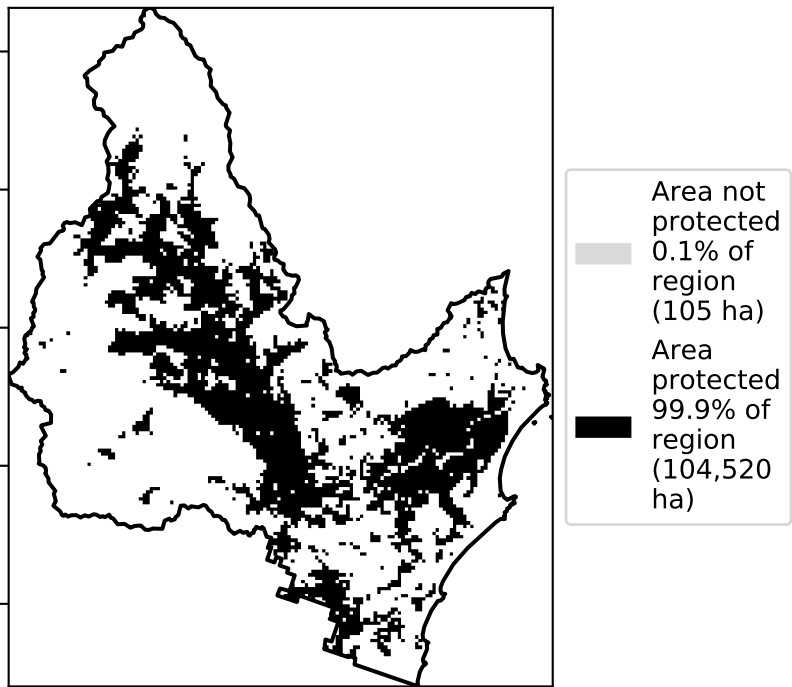 Area not
protected
0.1% of
region
(105 ha)
Area
protected
99.9% of
region
(104,520
ha)